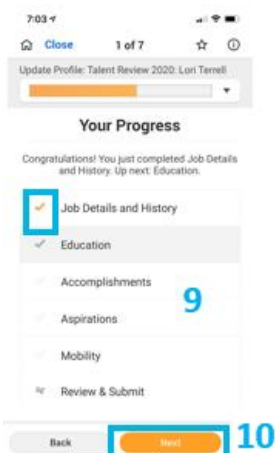 7:03
Close 1 of 7
Update Profile: Talent Review 2020: Lori Terrell
Your Progress
Congratulations! You just completed Job Details
and History. Up next: Education.
Job Details and History
Education
Accomplishments
9
Aspirations
Mobility
Review & Submit
Back Next 10